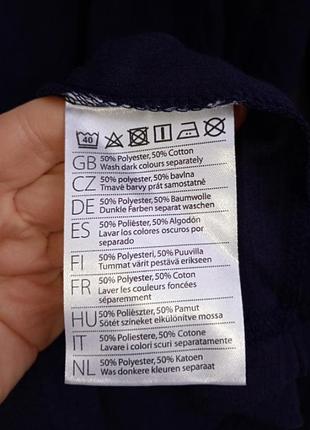 40
GB 50% Polyester, 50% Cotton
Wash dark colours separately
CZ 50% polyester, 50% bavlna
Tmavé barvy prát samostatně
DE 50% Polyester, 50% Baumwolle
Dunkle Farben separat waschen
ES 50% Poliéster, 50% Algodón
Lavar los colores oscuros por
separado
FI 50% Polyesteri, 50% Puuvilla
Tummat värit pestävä erikseen
FR 50% Polyester, 50% Coton
Laver les couleurs foncées
séparemment
HU 50% Poliészter, 50% Pamut
Sötét színeket elkülönítve mossa
IT 50% Poliestere, 50% Cotone
Lavare i colori scuri separatamente
NL 50% Polyester, 50% Katoen
Was donkere kleuren separaat